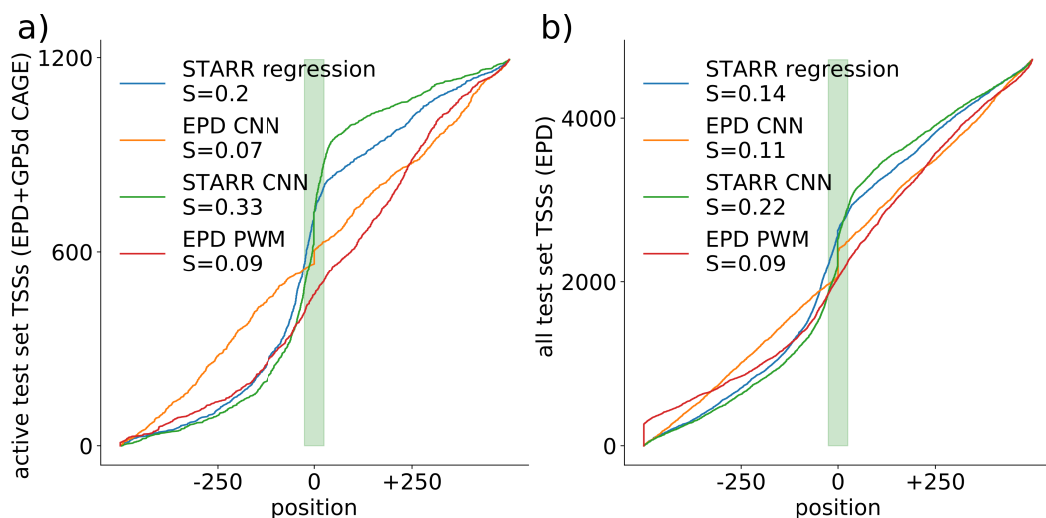 a)
active test set TSSs (EPD+GP5d CAGE)
1200
600
0
STARR regression
S=0.2
EPD CNN
S=0.07
STARR CNN
S=0.33
EPD PWM
S=0.09
-250
0
+250
position
b)
all test set TSSs (EPD)
4000
2000
0
STARR regression
S=0.14
EPD CNN
S=0.11
STARR CNN
S=0.22
EPD PWM
S=0.09
-250
0
+250
position